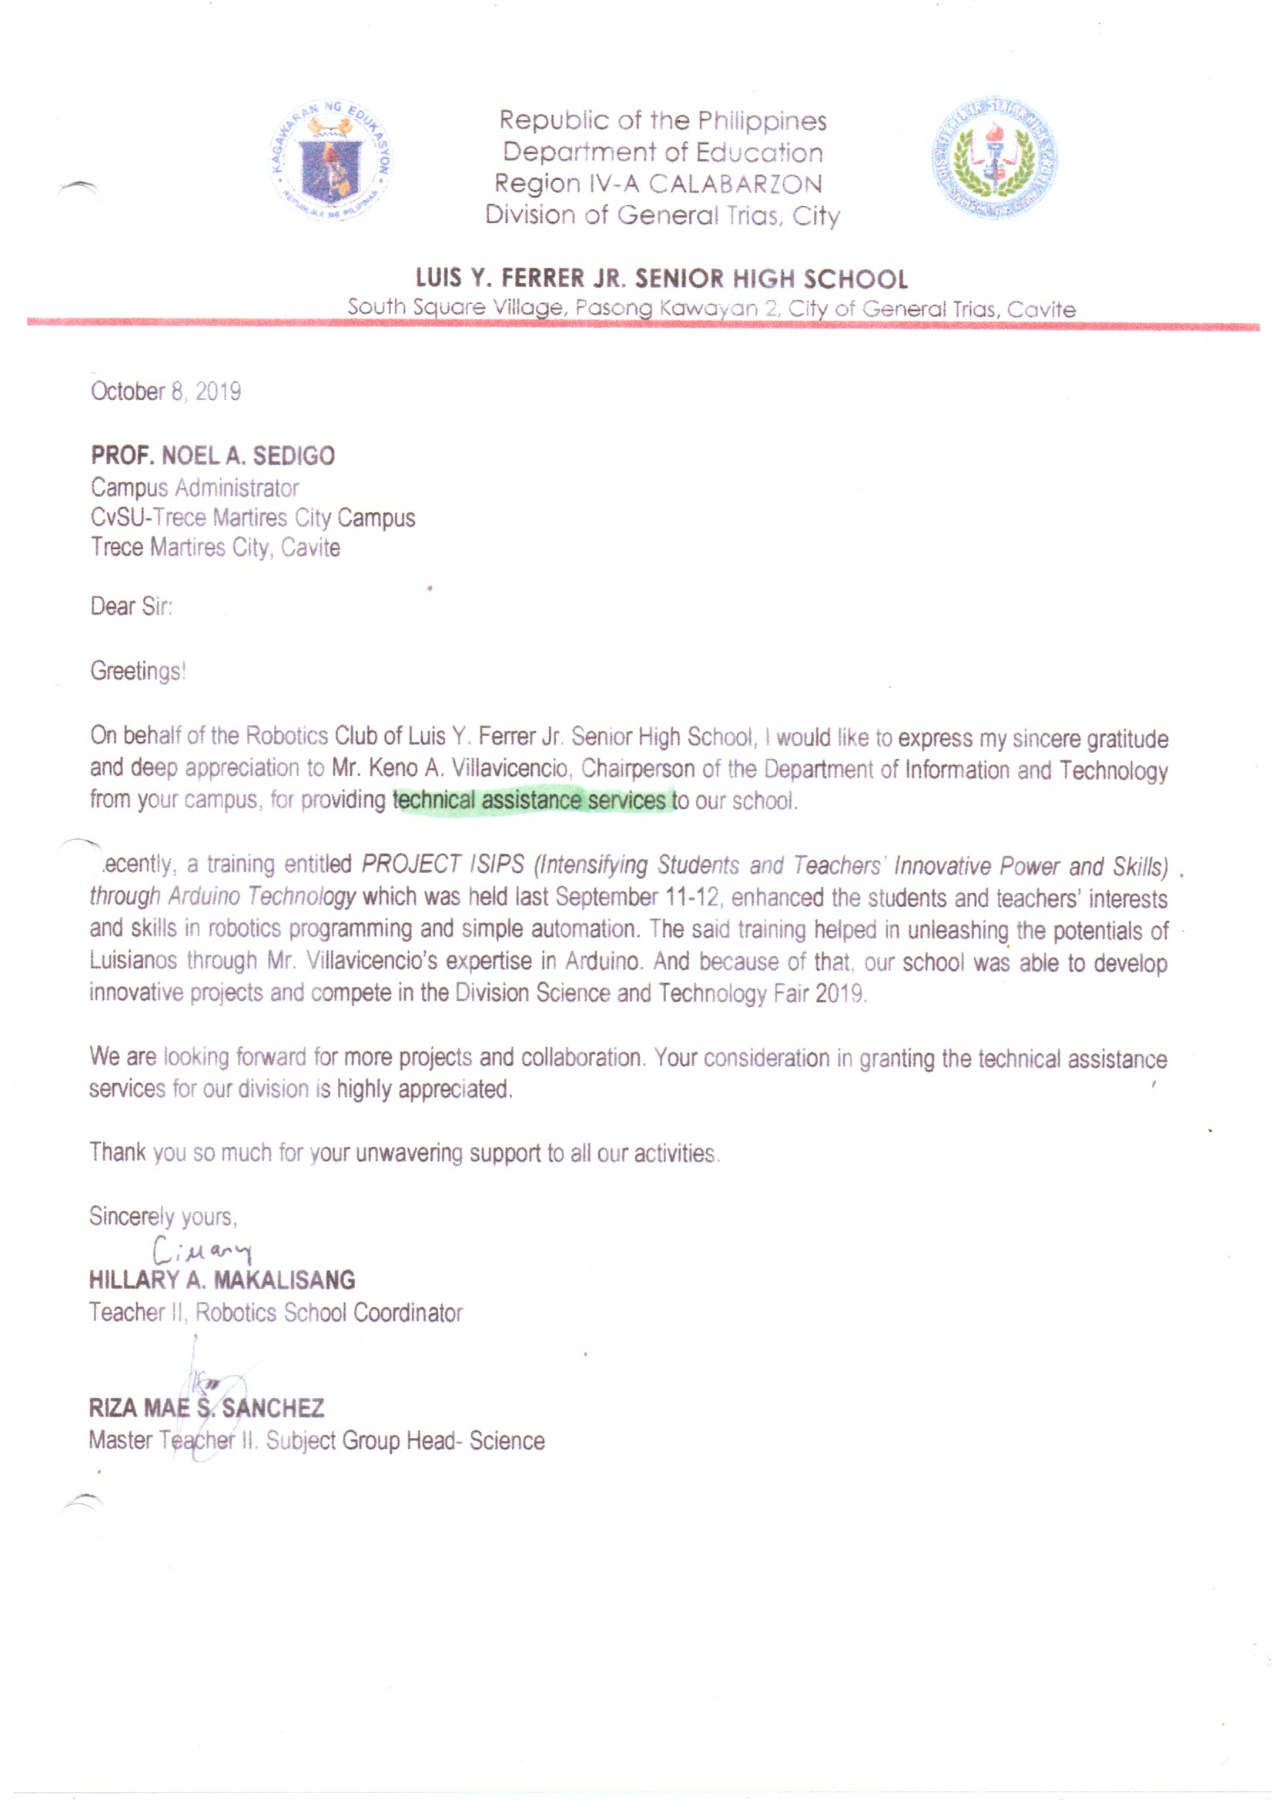 KAGAWARAN NG EDUKASYON
REPUBLIKA NG PILIPINAS
Republic of the Philippines
Department of Education
Region IV-A CALABARZON
Division of General Trias, City
LUIS Y. FERRER JR. SENIOR HIGH SCHOOL
South Square Village, Pasong Kawayan 2, City of General Trias, Cavite
October 8, 2019
PROF. NOEL A. SEDIGO
Campus Administrator
CvSU-Trece Martires City Campus
Trece Martires City, Cavite
Dear Sir:
Greetings!
On behalf of the Robotics Club of Luis Y. Ferrer Jr. Senior High School, I would like to express my sincere gratitude
and deep appreciation to Mr. Keno A. Villavicencio, Chairperson of the Department of Information and Technology
from your campus, for providing technical assistance services to our school.
ecently, a training entitled PROJECT ISIPS (Intensifying Students and Teachers' Innovative Power and Skills)
through Arduino Technology which was held last September 11-12, enhanced the students and teachers' interests
and skills in robotics programming and simple automation. The said training helped in unleashing the potentials of
Luisianos through Mr. Villavicencio's expertise in Arduino. And because of that, our school was able to develop
innovative projects and compete in the Division Science and Technology Fair 2019.
We are looking forward for more projects and collaboration. Your consideration in granting the technical assistance
services for our division is highly appreciated.
Thank you so much for your unwavering support to all our activities.
Sincerely yours,
HILLARY A. MAKALISANG
Teacher II, Robotics School Coordinator
RIZA MAE S. SANCHEZ
Master Teacher II. Subject Group Head- Science